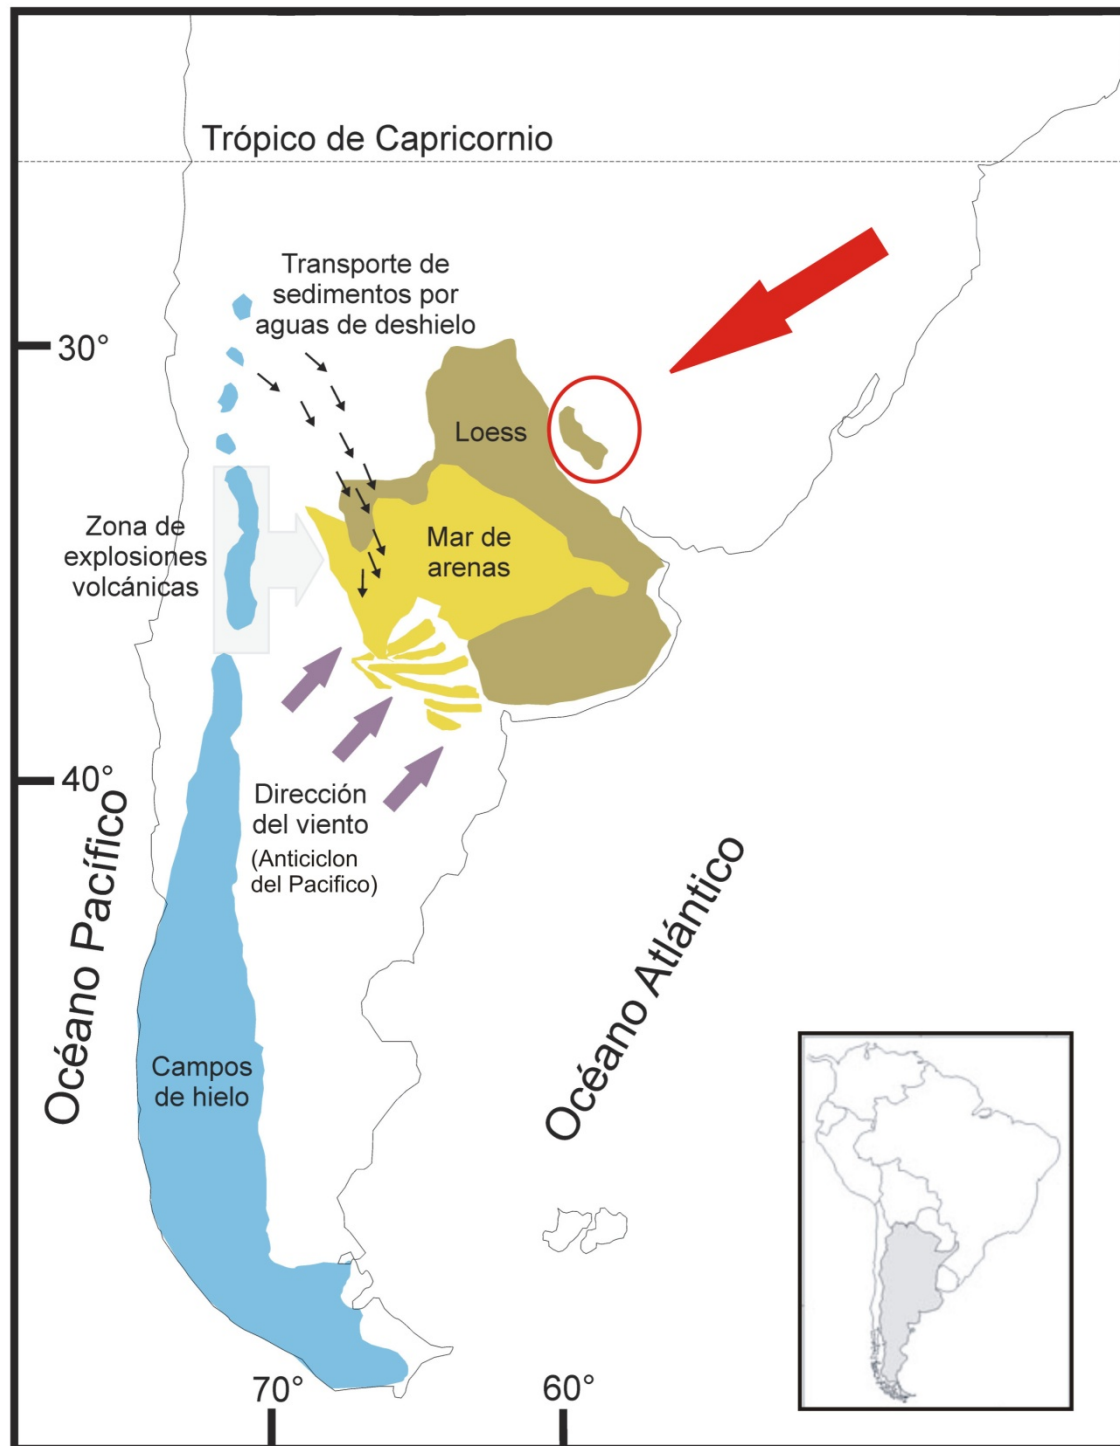 Trópico de Capricornio
Transporte de
sedimentos por
aguas de deshielo
30°
Loess
Zona de
explosiones
volcánicas
Mar de
arenas
40°
Dirección
del viento
(Anticiclon
del Pacifico)
Océano Pacífico
Océano Atlántico
Campos
de hielo
70°
60°